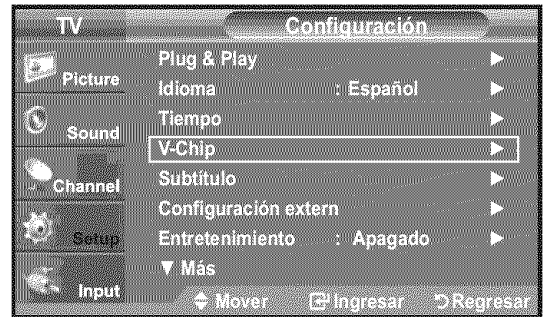 TV
Configuración
Picture
Sound
Channel
Setup
Input
Plug & Play
Idioma : Español
Tiempo
V-Chip
Subtítulo
Configuración extern
Entretenimiento : Apagado
▼ Más
Mover Ingresar Regresar